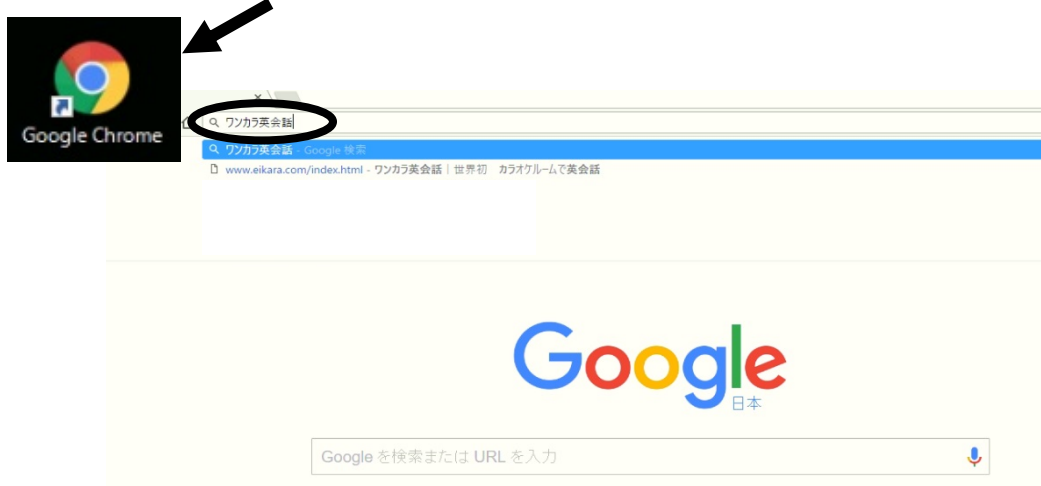 Google Chrome
ワンカラ英会話
ワンカラ英会話 - Google 検索
www.eikara.com/index.html - ワンカラ英会話 | 世界初　カラオケルームで英会話
Google
日本
Google を検索または URL を入力